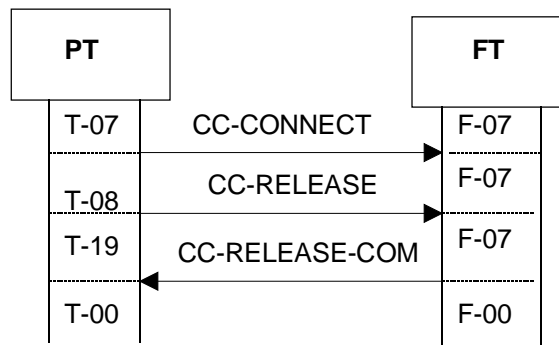 PT
FT
T-07
CC-CONNECT
F-07
T-08
CC-RELEASE
F-07
T-19
CC-RELEASE-COM
F-07
T-00
F-00